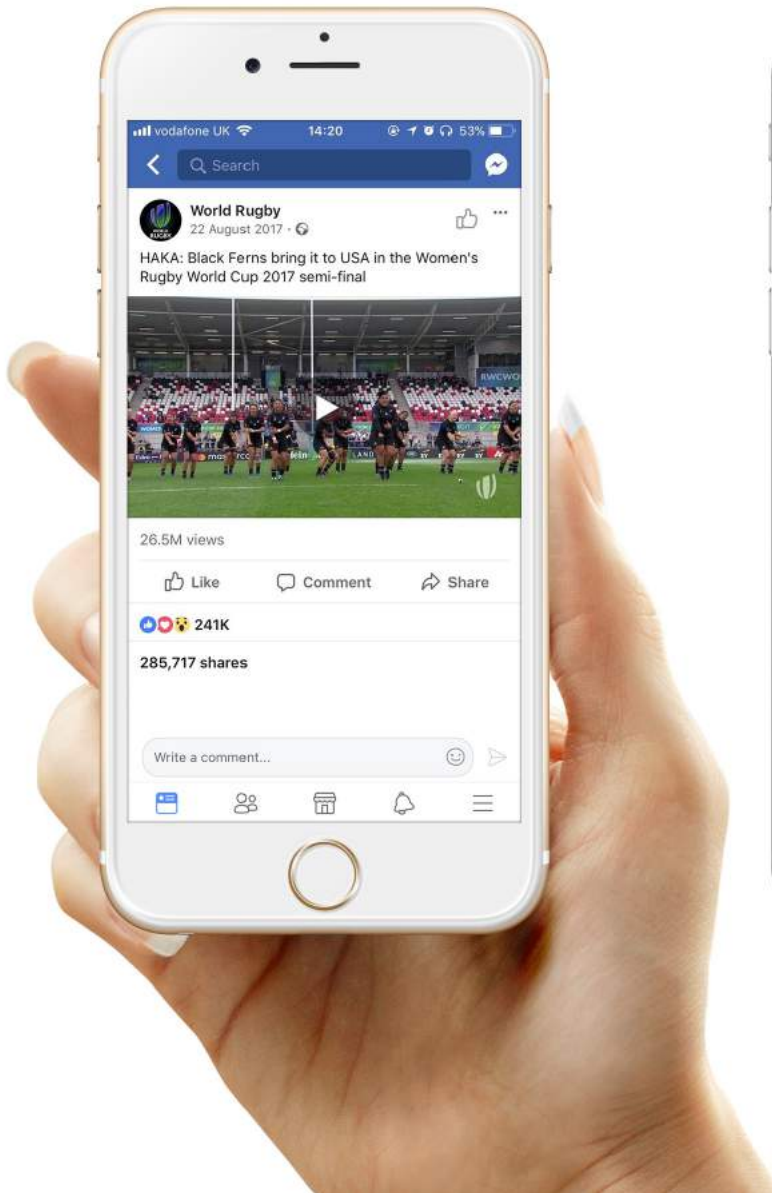 vodafone UK 14:20 53%
Search
World Rugby
22 August 2017
HAKA: Black Ferns bring it to USA in the Women's
Rugby World Cup 2017 semi-final
RWCWO
26.5M views
Like Comment Share
241K
285,717 shares
Write a comment...